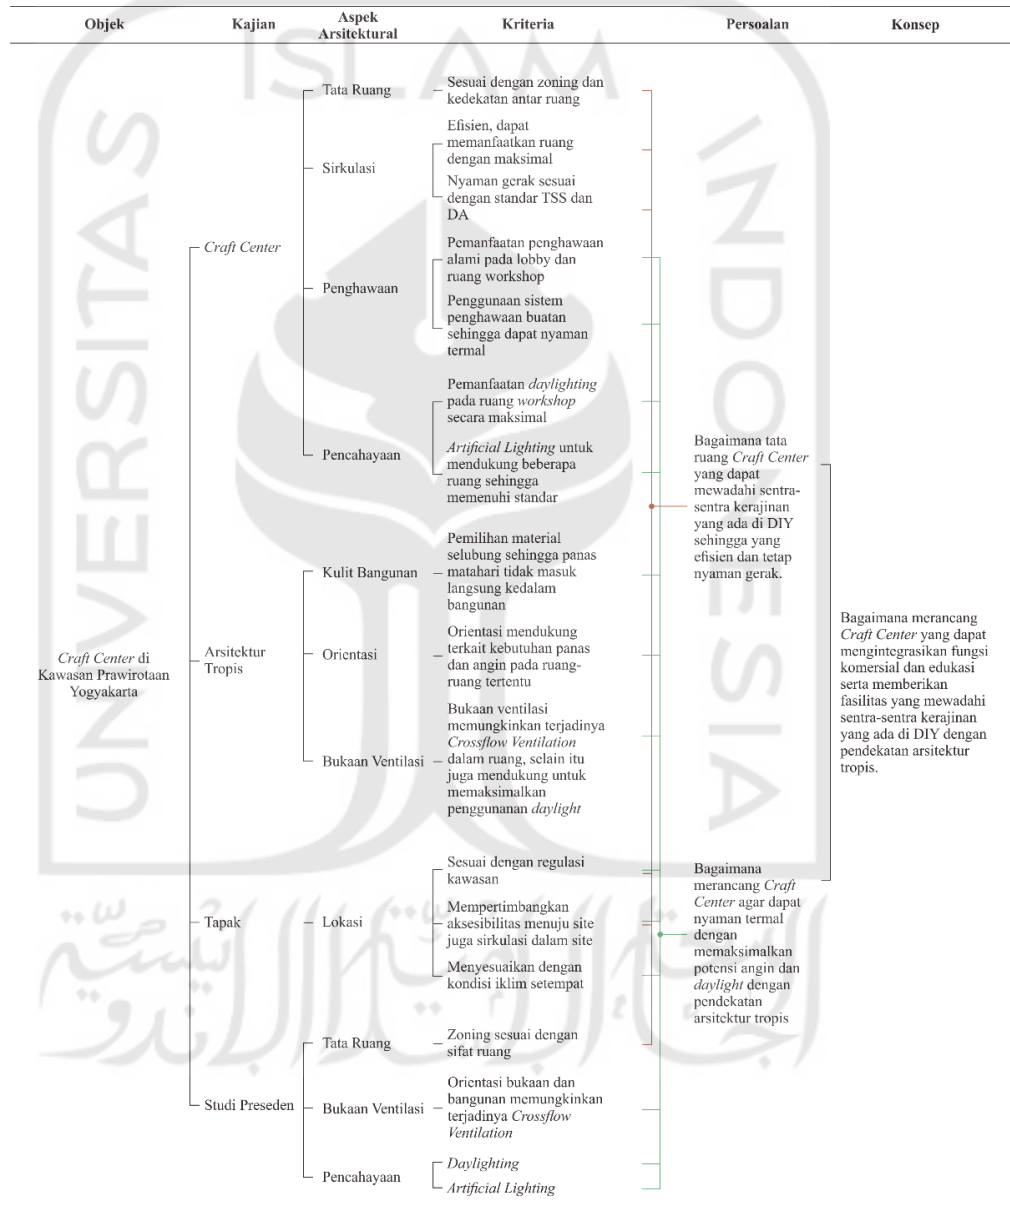 Objek
Kajian
Aspek
Arsitektural
Kriteria
Persoalan
Konsep
ISLAM
UNIVERSITAS
INDONESIA
Craft Center di
Kawasan Prawirotaan
Yogyakarta
Craft Center
Tata Ruang
Sesuai dengan zoning dan
kedekatan antar ruang
Sirkulasi
Efisien, dapat
memanfaatkan ruang
dengan maksimal
Nyaman gerak sesuai
dengan standar TSS dan
DA
Penghawaan
Pemanfaatan penghawaan
alami pada lobby dan
ruang workshop
Penggunaan sistem
penghawaan buatan
sehingga dapat nyaman
termal
Pencahayaan
Pemanfatan daylighting
pada ruang workshop
secara maksimal
Artificial Lighting untuk
mendukung beberapa
ruang sehingga
memenuhi standar
Arsitektur
Tropis
Kulit Bangunan
Pemilihan material
selubung sehingga panas
matahari tidak masuk
langsung kedalam
bangunan
Orientasi
Orientasi mendukung
terkait kebutuhan panas
dan angin pada ruang-
ruang tertentu
Bukaan Ventilasi
Bukaan ventilasi
memungkinkan terjadinya
Crossflow Ventilation
dalam ruang, selain itu
juga mendukung untuk
memaksimalkan
penggunanan daylight
Tapak
Lokasi
Sesuai dengan regulasi
kawasan
Mempertimbangkan
aksesibilitas menuju site
juga sirkulasi dalam site
Menyesuaikan dengan
kondisi iklim setempat
Studi Preseden
Tata Ruang
Zoning sesuai dengan
sifat ruang
Bukaan Ventilasi
Orientasi bukaan dan
bangunan memungkinkan
terjadinya Crossflow
Ventilation
Pencahayaan
Daylighting
Artificial Lighting
Bagaimana tata
ruang Craft Center
yang dapat
mewadahi sentra-
sentra kerajinan
yang ada di DIY
sehingga yang
efisien dan tetap
nyaman gerak.
Bagaimana
merancang Craft
Center agar dapat
nyaman termal
dengan
memaksimalkan
potensi angin dan
daylight dengan
pendekatan
arsitektur tropis
Bagaimana merancang
Craft Center yang dapat
mengintegrasikan fungsi
komersial dan edukasi
serta memberikan
fasilitas yang mewadahi
sentra-sentra kerajinan
yang ada di DIY dengan
pendekatan arsitektur
tropis.